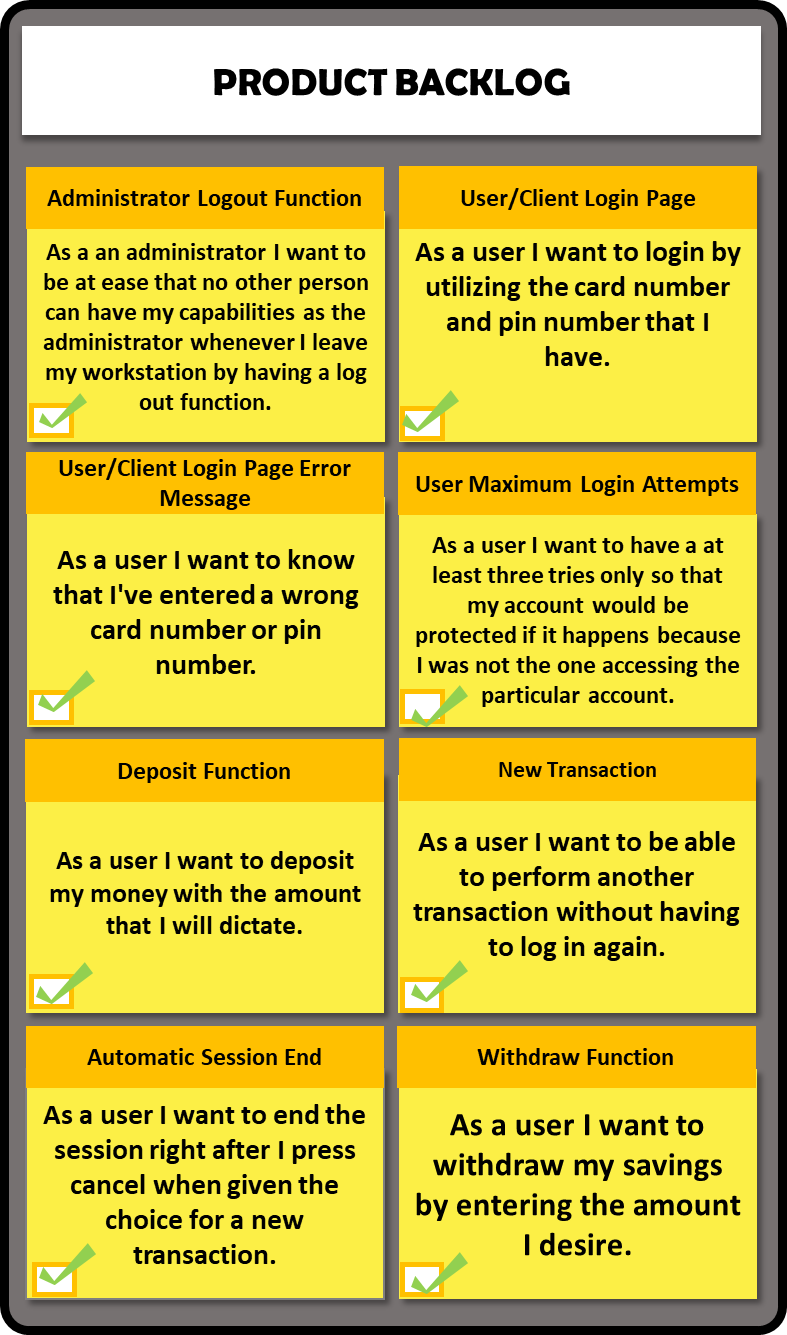 PRODUCT BACKLOG
Administrator Logout Function
As a an administrator I want to
be at ease that no other person
can have my capabilities as the
administrator whenever I leave
my workstation by having a log
out function.
User/Client Login Page
As a user I want to login by
utilizing the card number
and pin number that I
have.
User/Client Login Page Error
Message
As a user I want to know
that I've entered a wrong
card number or pin
number.
User Maximum Login Attempts
As a user I want to have a at
least three tries only so that
my account would be
protected if it happens because
I was not the one accessing the
particular account.
Deposit Function
As a user I want to deposit
my money with the amount
that I will dictate.
New Transaction
As a user I want to be able
to perform another
transaction without having
to log in again.
Automatic Session End
As a user I want to end the
session right after I press
cancel when given the
choice for a new
transaction.
Withdraw Function
As a user I want to
withdraw my savings
by entering the amount
I desire.